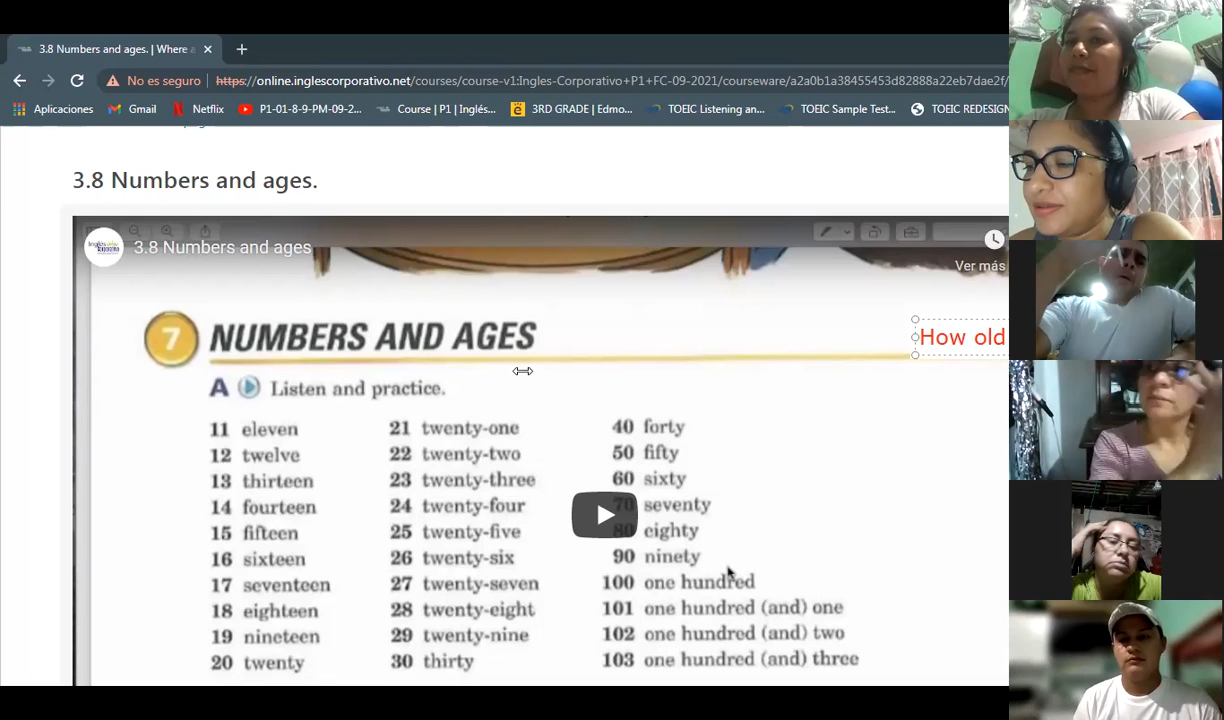 3.8 Numbers and ages. | Where a
No es seguro
https://online.inglescorporativo.net/courses/course-v1:Ingles-Corporativo+P1+FC-09-2021/courseware/a2a0b1a38455453d82888a22eb7dae2f/
Aplicaciones Gmail Netflix P1-01-8-9-PM-09-2... Course | P1 | Inglés... 3RD GRADE | Edmo... TOEIC Listening an... TOEIC Sample Test... TOEIC REDESIGN
3.8 Numbers and ages.
3.8 Numbers and ages
Ver más
7 NUMBERS AND AGES
How old
A Listen and practice.
11 eleven 21 twenty-one 40 forty
12 twelve 22 twenty-two 50 fifty
13 thirteen 23 twenty-three 60 sixty
14 fourteen 24 twenty-four 70 seventy
15 fifteen 25 twenty-five 80 eighty
16 sixteen 26 twenty-six 90 ninety
17 seventeen 27 twenty-seven 100 one hundred
18 eighteen 28 twenty-eight 101 one hundred (and) one
19 nineteen 29 twenty-nine 102 one hundred (and) two
20 twenty 30 thirty 103 one hundred (and) three